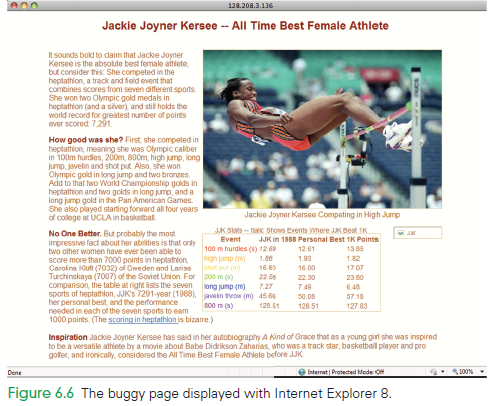 128.208.3.136
Jackie Joyner Kersee -- All Time Best Female Athlete
It sounds bold to claim that Jackie Joyner
Kersee is the absolute best female athlete,
but consider this: She competed in the
heptathlon, a track and field event that
combines scores from seven different sports.
She won two Olympic gold medals in
heptathlon (and a silver), and still holds the
world record for greatest number of points
ever scored: 7,291.
How good was she? First, she competed in
heptathlon, meaning she was Olympic caliber
in 100m hurdles, 200m, 800m, high jump, long
jump, javelin and shot put. Also, she won
Olympic gold in long jump and two bronzes.
Add to that two World Championship golds in
heptathlon and two golds in long jump, and a
long jump gold in the Pan American Games.
She also played starting forward all four years
of college at UCLA in basketball.
Jackie Joyner Kersee Competing in High Jump
No One Better. But probably the most
impressive fact about her abilities is that only
two other women have ever been able to
score more than 7000 points in heptathlon,
Carolina Klüft (7032) of Sweden and Larisa
Turchinskaya (7007) of the Soviet Union. For
comparison, the table at right lists the seven
sports of heptathlon, JJK's 7291-year (1988),
her personal best, and the performance
needed in each of the seven sports to earn
1000 points. (The scoring in heptathlon is bizarre.)
JJK Stats -- Italic Shows Events Where JJK Beat 1K
Event JJK in 1988 Personal Best 1K Points
100 m hurdles (s) 12.69 12.61 13.85
high jump (m) 1.86 1.93 1.82
shot put (m) 15.80 16.00 17.07
200 m (s) 22.56 22.30 23.80
long jump (m) 7.27 7.49 6.48
javelin throw (m) 45.66 50.08 57.18
800 m (s) 128.51 128.51 127.83
JJK
Inspiration Jackie Joyner Kersee has said in her autobiography A Kind of Grace that as a young girl she was inspired
to be a versatile athlete by a movie about Babe Didrikson Zaharias, who was a track star, basketball player and pro
golfer, and ironically, considered the All Time Best Female Athlete before JJK.
Done
Internet | Protected Mode: Off
100%
Figure 6.6 The buggy page displayed with Internet Explorer 8.